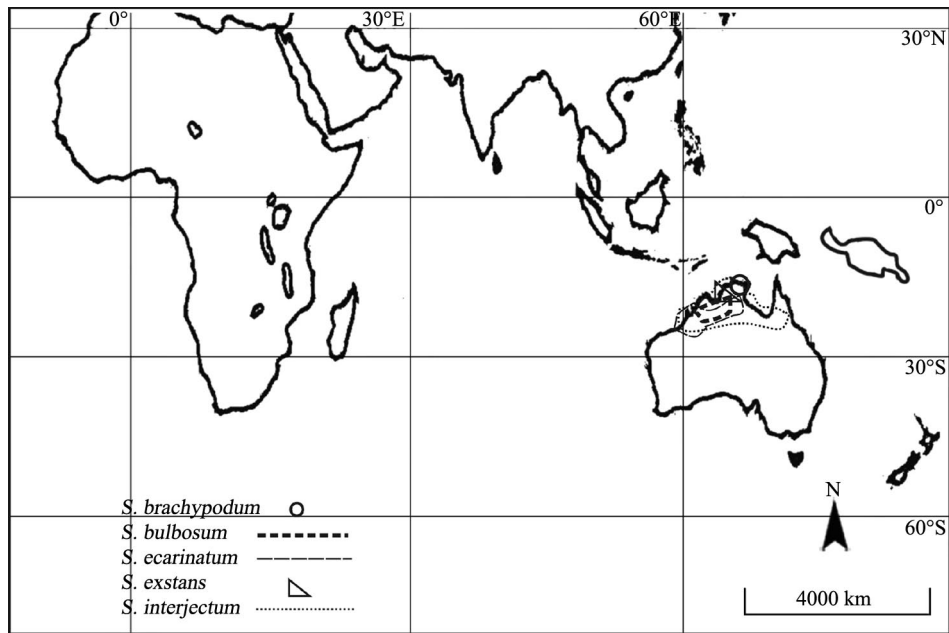 0° 30°E 60°E
30°N
0°
30°S
S. brachypodum
N
S. bulbosum
60°S
S. ecarinatum
S. exstans
S. interjectum
4000 km